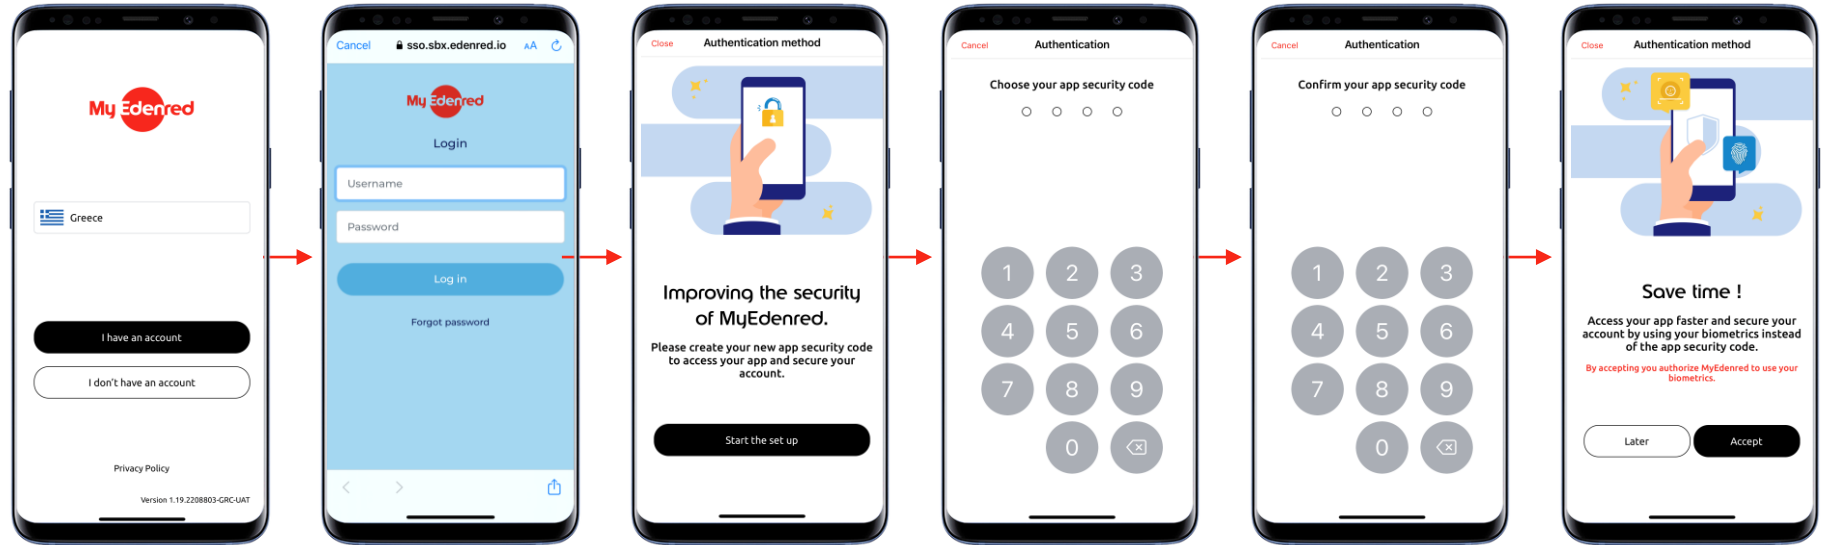 My Edenred
Greece
I have an account
I don't have an account
Privacy Policy
Version 1.19.2208803-GRC-UAT
Cancel
sso.sbx.edenred.io
AA
My Edenred
Login
Username
Password
Log in
Forgot password
Close
Authentication method
Improving the security
of MyEdenred.
Please create your new app security code
to access your app and secure your
account.
Start the set up
Cancel
Authentication
Choose your app security code
1 2 3
4 5 6
7 8 9
0
Cancel
Authentication
Confirm your app security code
1 2 3
4 5 6
7 8 9
0
Close
Authentication method
Save time !
Access your app faster and secure your
account by using your biometrics instead
of the app security code.
By accepting you authorize MyEdenred to use your
biometrics.
Later
Accept